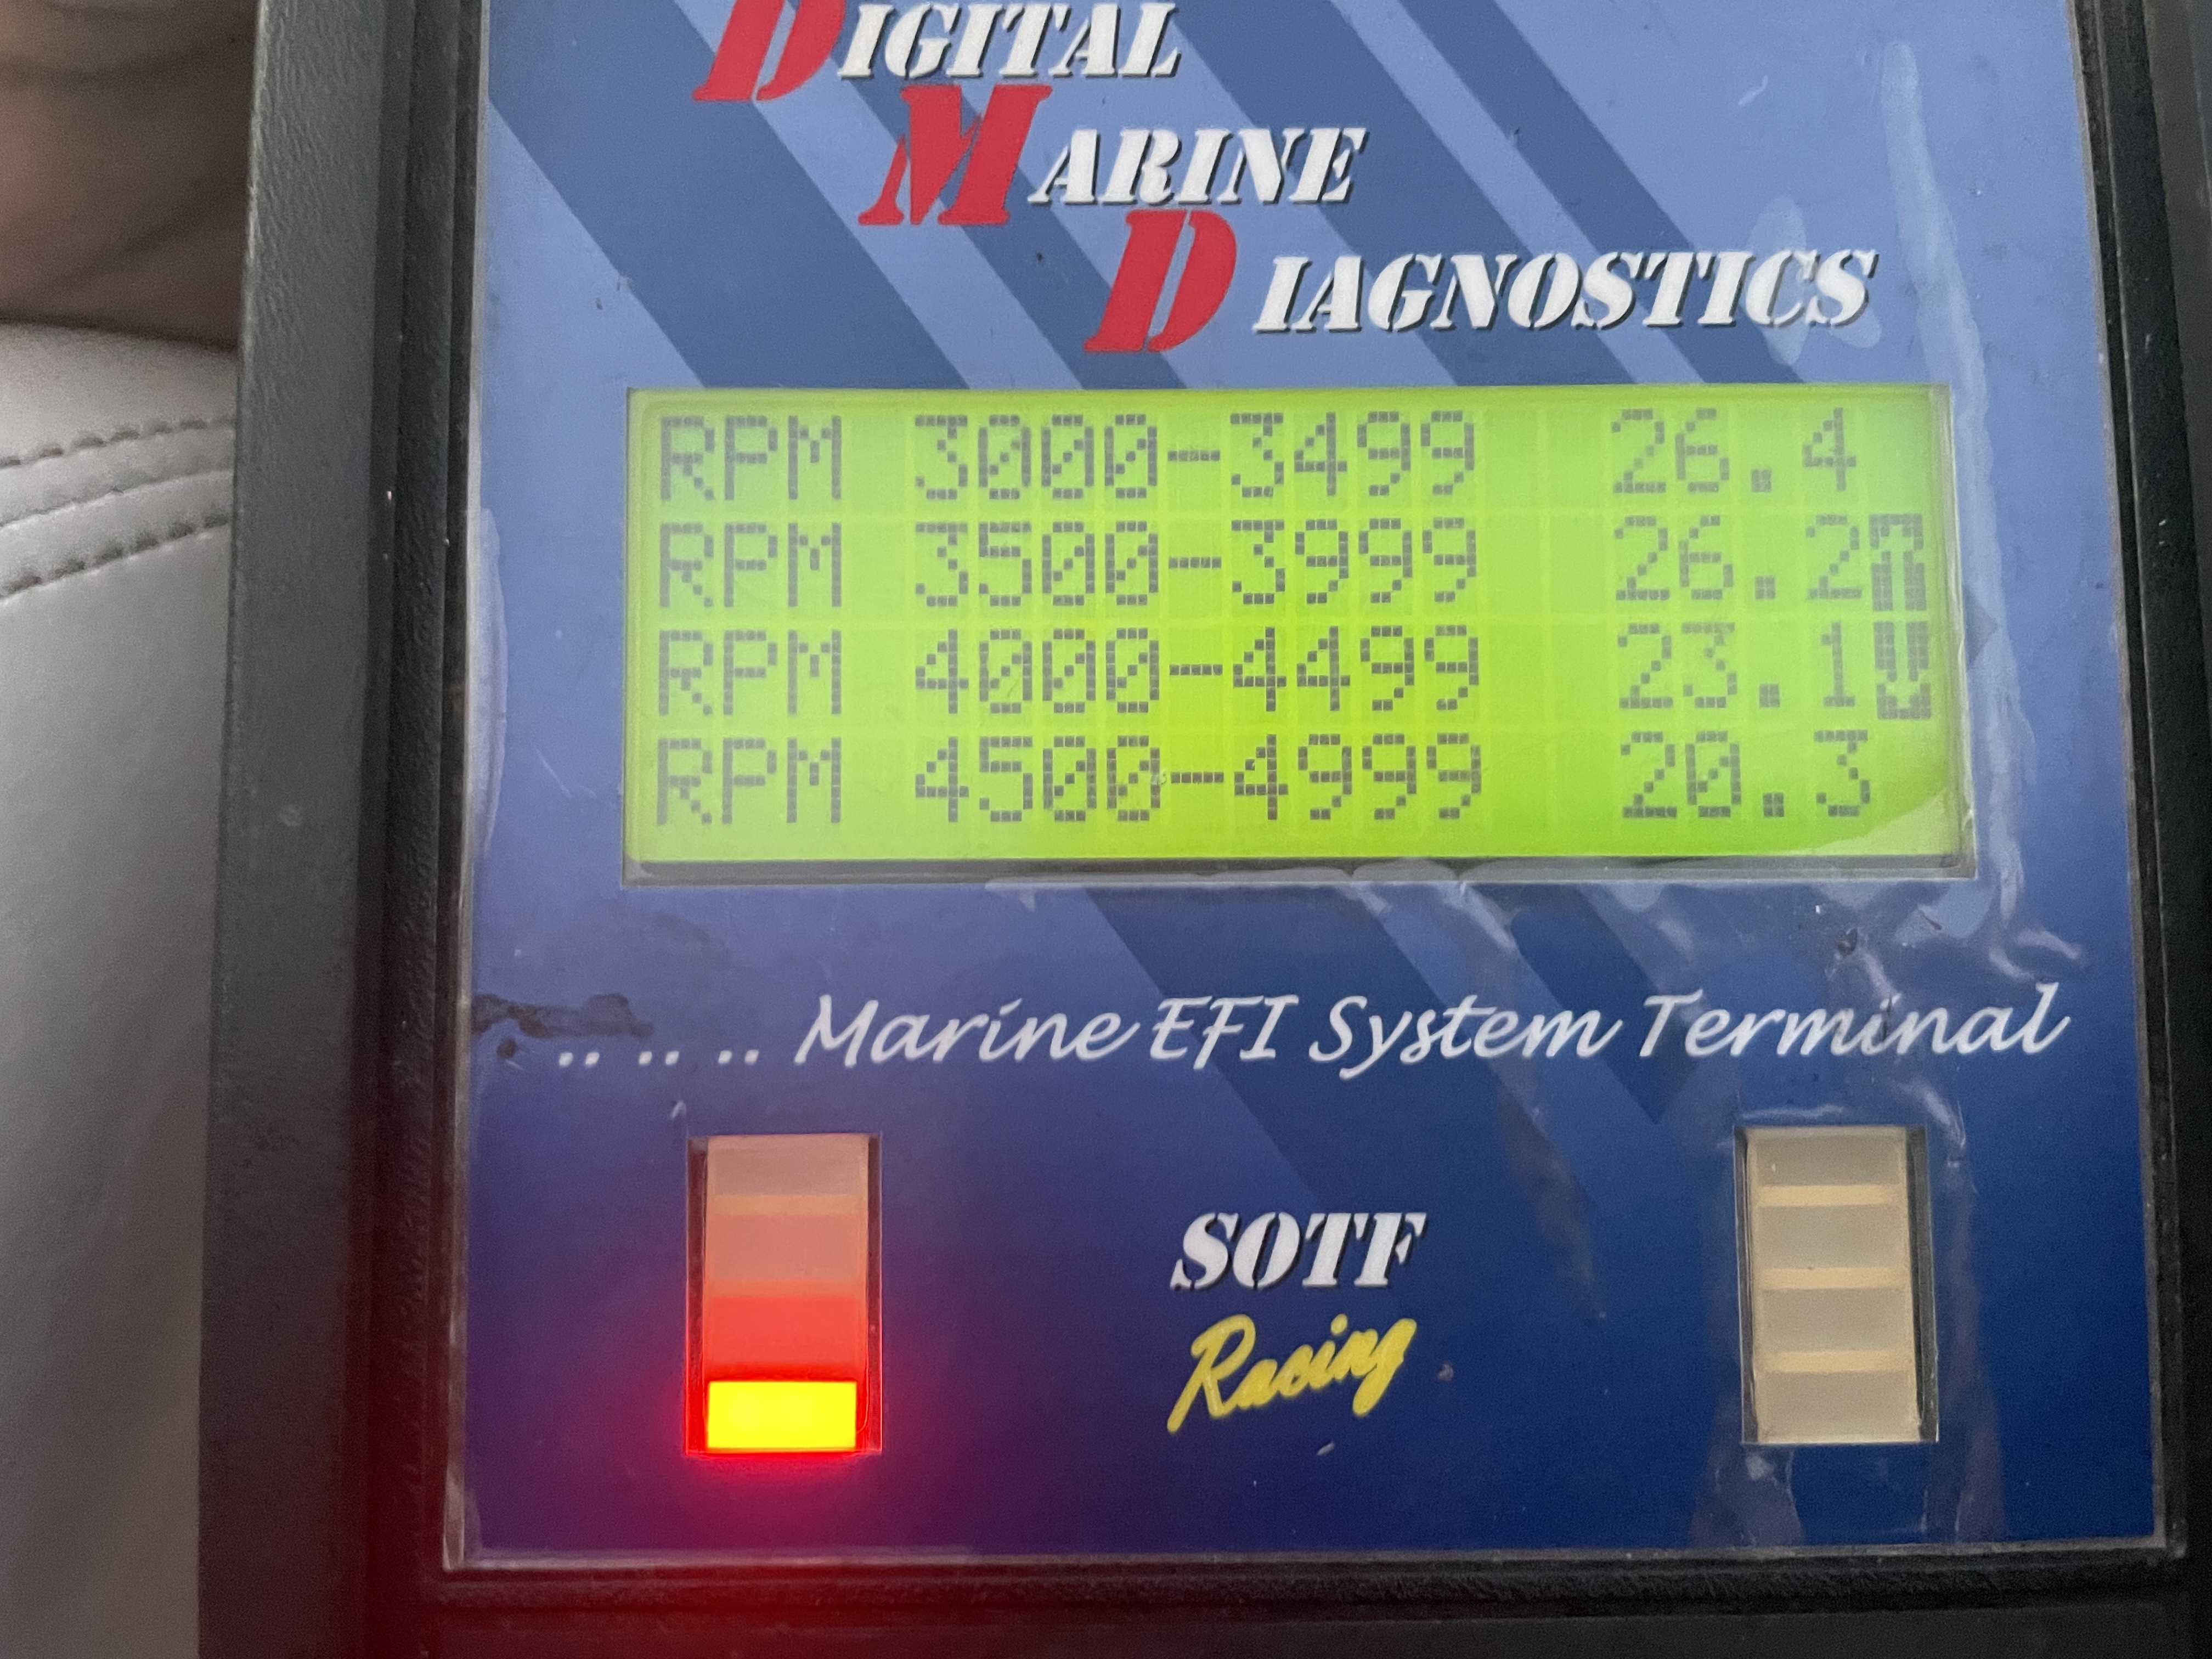 DIGITAL
MARINE
DIAGNOSTICS
RPM 3000-3499 26.4
RPM 3500-3999 26.2
RPM 4000-4499 23.1
RPM 4500-4999 20.3
.. .. .. Marine EFI System Terminal
SOTF
Racing